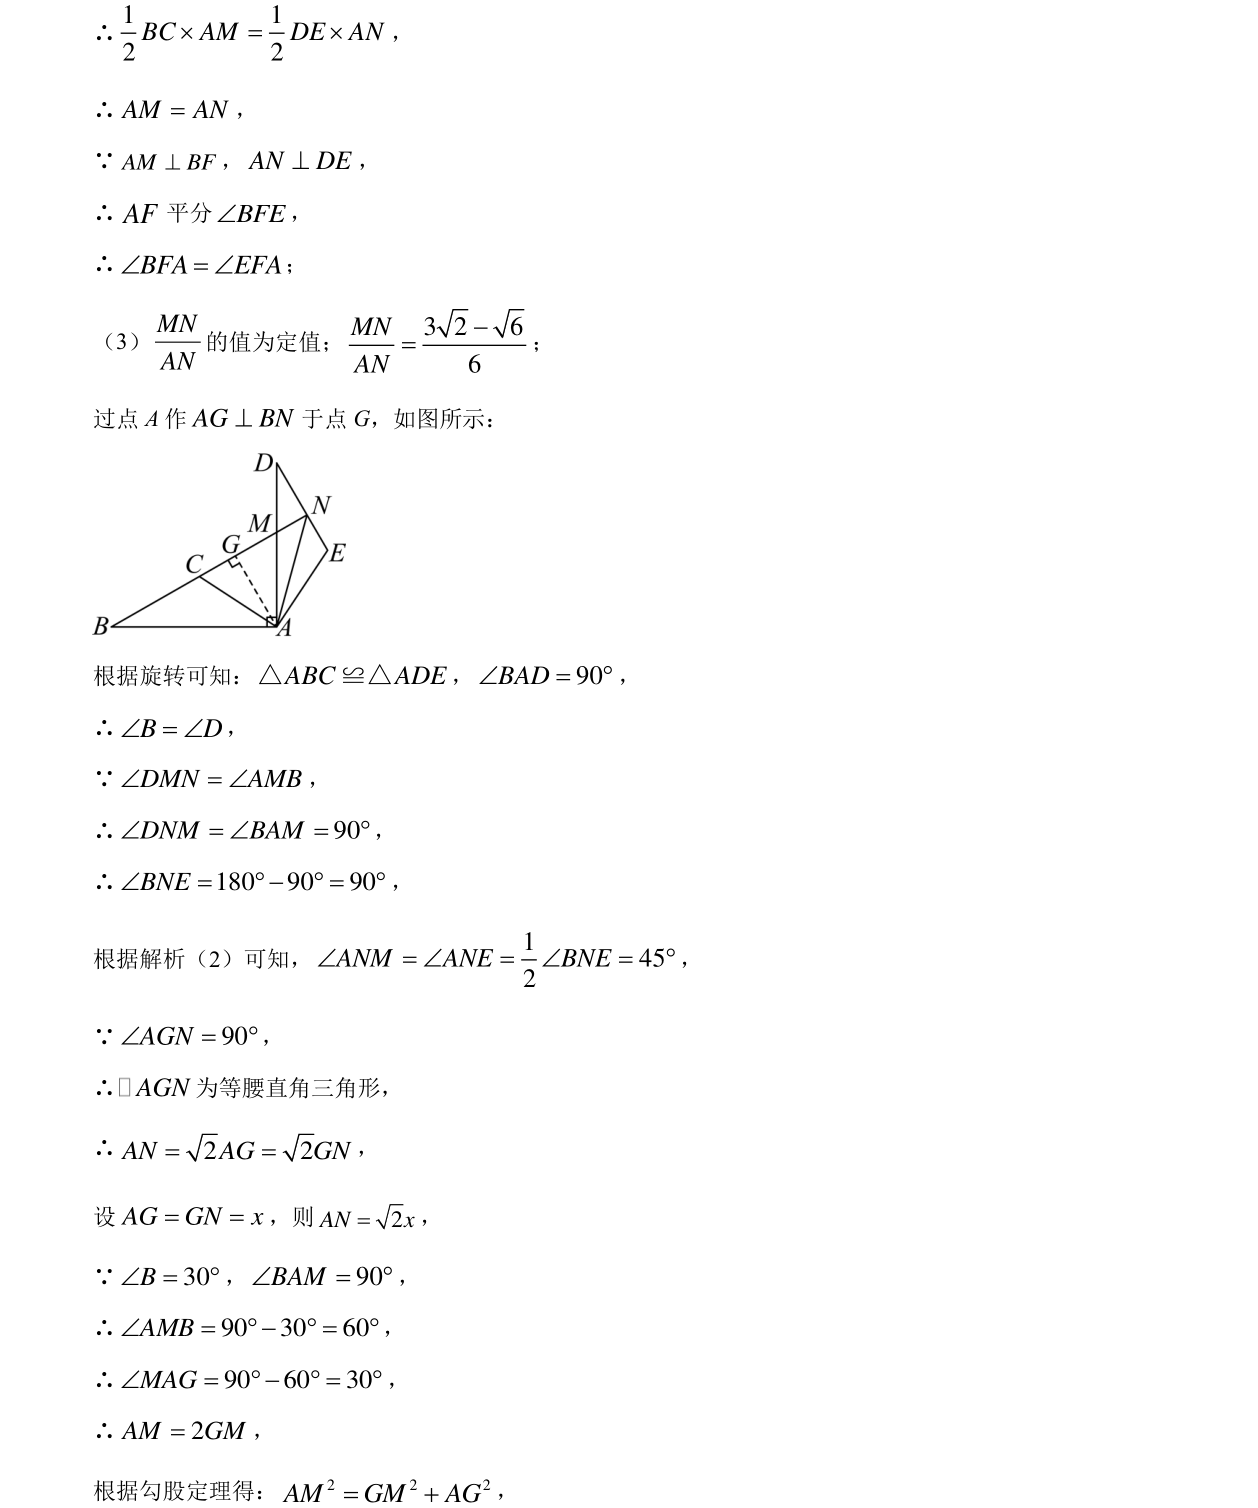 ∴ 1/2 BC × AM = 1/2 DE × AN，
∴ AM = AN，
∵ AM ⊥ BF， AN ⊥ DE，
∴ AF 平分∠BFE，
∴ ∠BFA = ∠EFA；
（3）MN/AN 的值为定值；MN/AN = (3√2 − √6)/6；
过点 A 作 AG ⊥ BN 于点 G，如图所示：
D
N
M
G
E
C
B
A
根据旋转可知：△ABC ≌ △ADE，∠BAD = 90°，
∴ ∠B = ∠D，
∵ ∠DMN = ∠AMB，
∴ ∠DNM = ∠BAM = 90°，
∴ ∠BNE = 180° − 90° = 90°，
根据解析（2）可知，∠ANM = ∠ANE = 1/2 ∠BNE = 45°，
∵ ∠AGN = 90°，
∴ □ AGN 为等腰直角三角形，
∴ AN = √2AG = √2GN，
设 AG = GN = x，则 AN = √2x，
∵ ∠B = 30°，∠BAM = 90°，
∴ ∠AMB = 90° − 30° = 60°，
∴ ∠MAG = 90° − 60° = 30°，
∴ AM = 2GM，
根据勾股定理得：AM² = GM² + AG²，